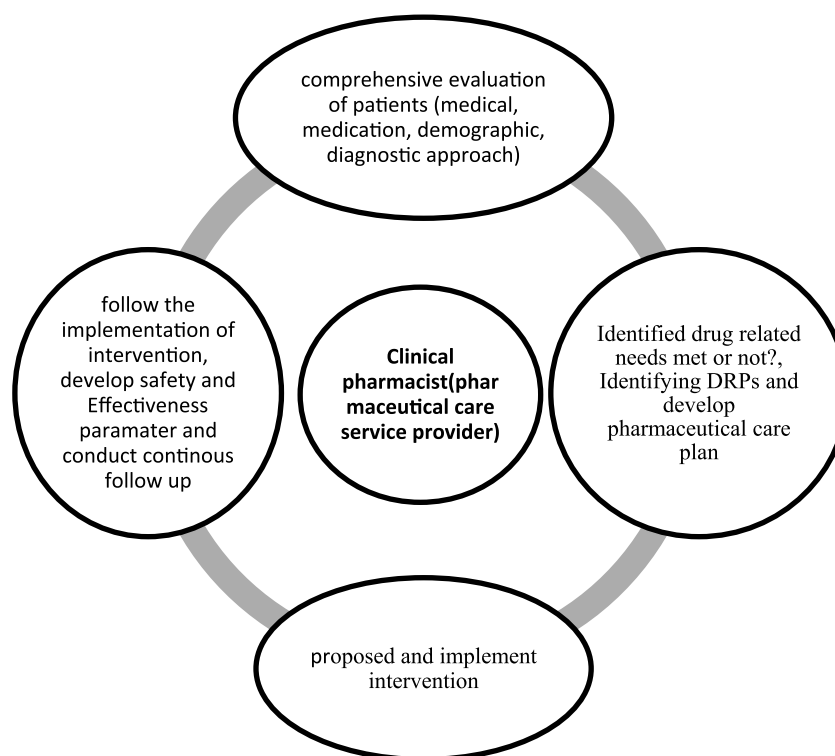 comprehensive evaluation
of patients (medical,
medication, demographic,
diagnostic approach)
follow the
implementation of
intervention,
develop safety and
Effectiveness
paramater and
conduct continous
follow up
Clinical
pharmacist(phar
maceutical care
service provider)
Identified drug related
needs met or not?,
Identifying DRPs and
develop
pharmaceutical care
plan
proposed and implement
intervention